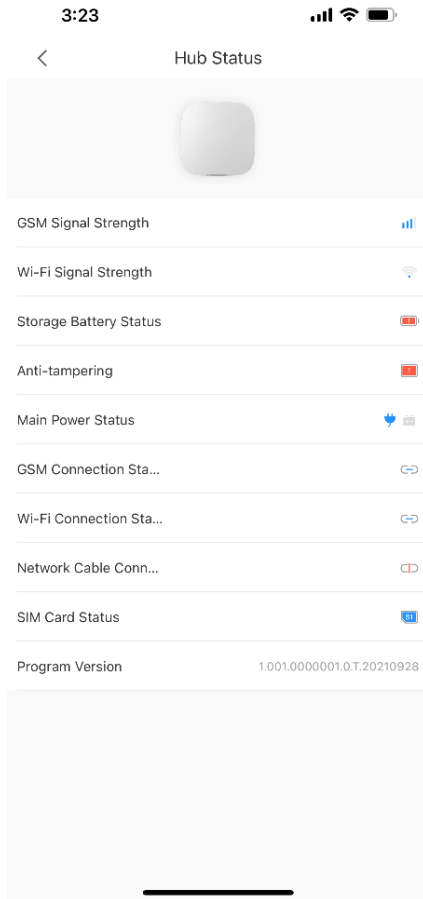 3:23
Hub Status
GSM Signal Strength
Wi-Fi Signal Strength
Storage Battery Status
Anti-tampering
Main Power Status
GSM Connection Sta...
Wi-Fi Connection Sta...
Network Cable Conn...
SIM Card Status
Program Version 1.001.0000001.0.T.20210928